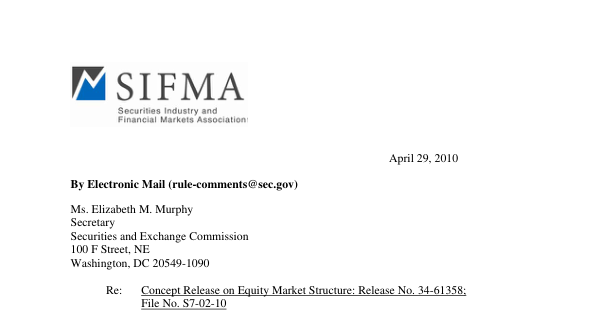 SIFMA
Securities Industry and
Financial Markets Association
April 29, 2010
By Electronic Mail (rule-comments@sec.gov)
Ms. Elizabeth M. Murphy
Secretary
Securities and Exchange Commission
100 F Street, NE
Washington, DC 20549-1090
Re: Concept Release on Equity Market Structure: Release No. 34-61358;
File No. S7-02-10